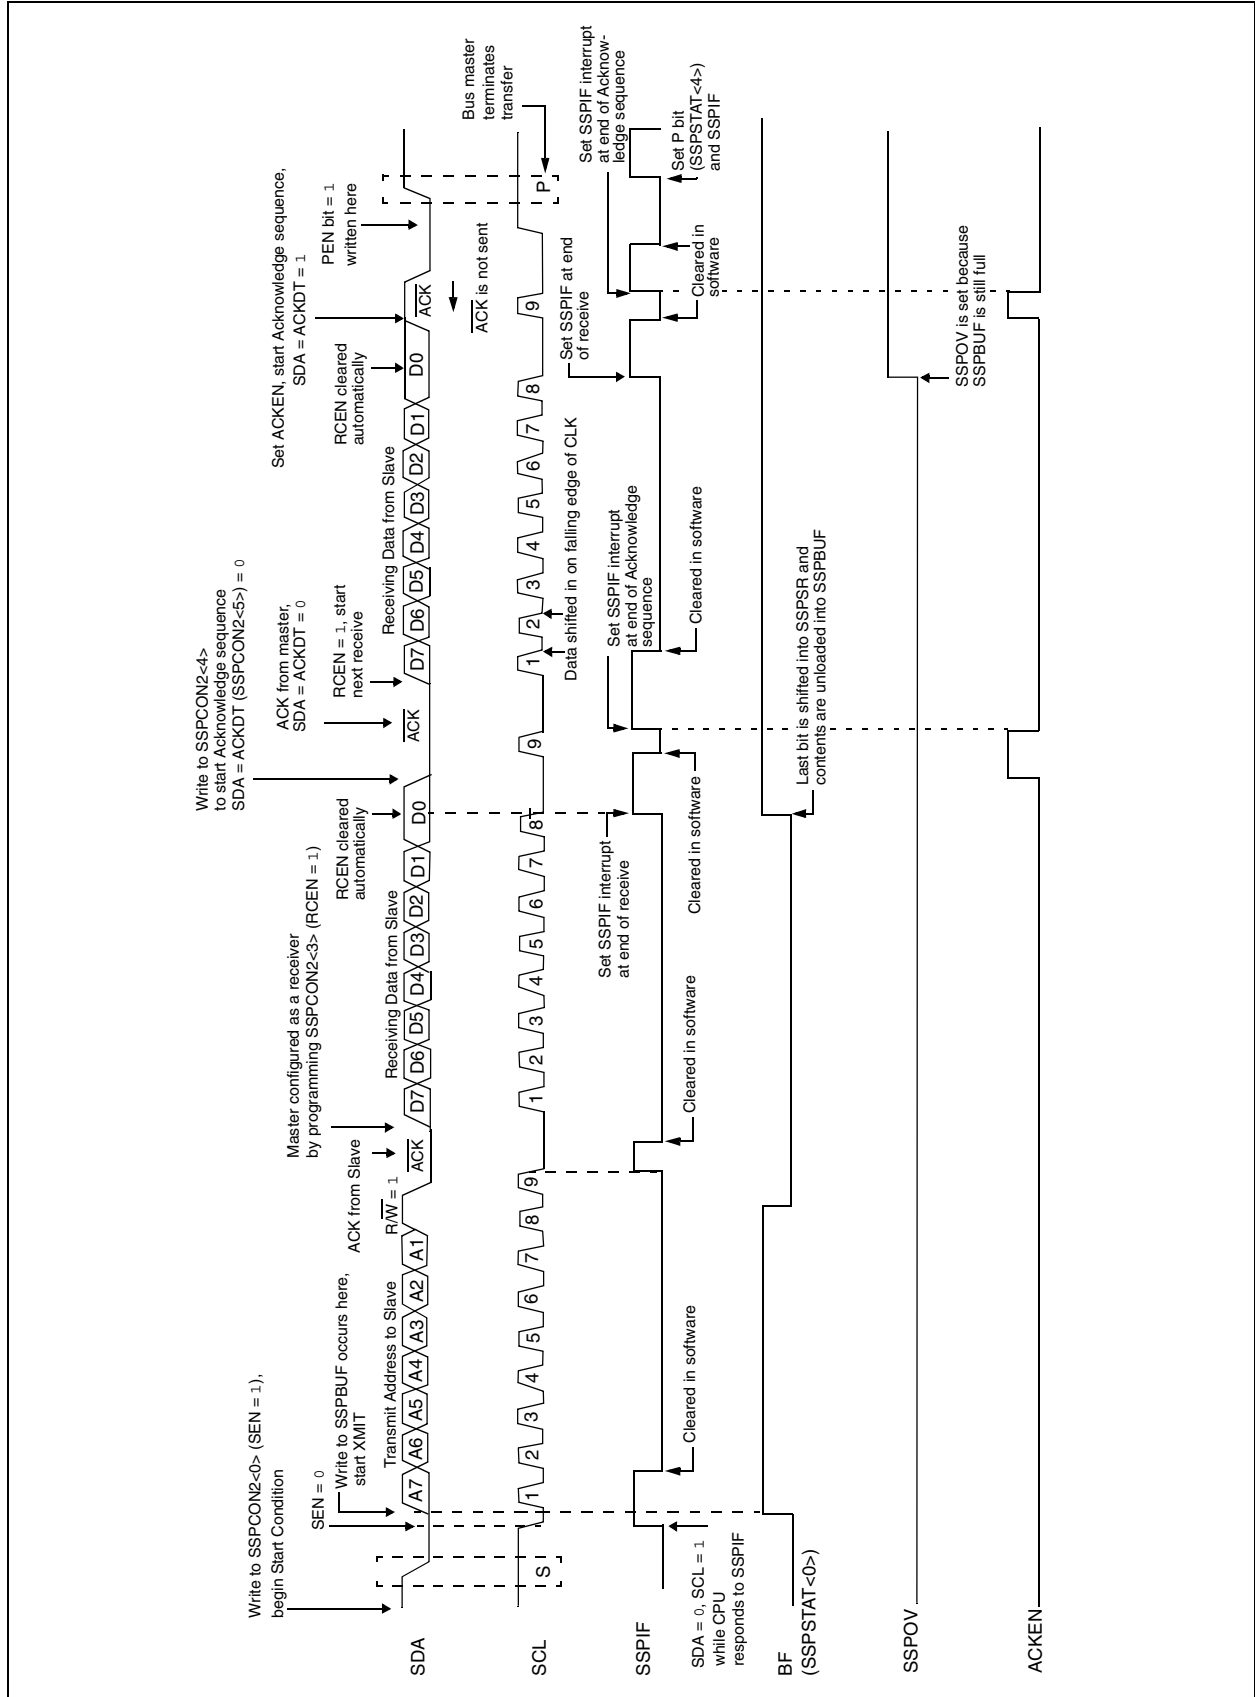 Write to SSPCON2<0> (SEN = 1),
begin Start Condition
SEN = 0
Write to SSPBUF occurs here,
start XMIT
Transmit Address to Slave
R/W = 1
ACK from Slave
Master configured as a receiver
by programming SSPCON2<3> (RCEN = 1)
Receiving Data from Slave
RCEN cleared
automatically
Write to SSPCON2<4>
to start Acknowledge sequence
SDA = ACKDT (SSPCON2<5>) = 0
ACK from master,
SDA = ACKDT = 0
RCEN = 1, start
next receive
Receiving Data from Slave
RCEN cleared
automatically
Set ACKEN, start Acknowledge sequence,
SDA = ACKDT = 1
PEN bit = 1
written here
SDA
A7 A6 A5 A4 A3 A2 A1
ACK
D7 D6 D5 D4 D3 D2 D1 D0
ACK
D7 D6 D5 D4 D3 D2 D1 D0
ACK
ACK is not sent
Bus master
terminates
transfer
SCL
S
1 2 3 4 5 6 7 8 9
1 2 3 4 5 6 7 8 9
1 2 3 4 5 6 7 8 9
P
Data shifted in on falling edge of CLK
Set SSPIF interrupt
at end of receive
Set SSPIF interrupt
at end of Acknowledge
sequence
Set SSPIF at end
of receive
Set SSPIF interrupt
at end of Acknow-
ledge sequence
SSPIF
SDA = 0, SCL = 1
while CPU
responds to SSPIF
Cleared in software
Cleared in software
Cleared in software
Cleared in software
Cleared in
software
Set P bit
(SSPSTAT<4>)
and SSPIF
BF
(SSPSTAT<0>)
Last bit is shifted into SSPSR and
contents are unloaded into SSPBUF
SSPOV
SSPOV is set because
SSPBUF is still full
ACKEN